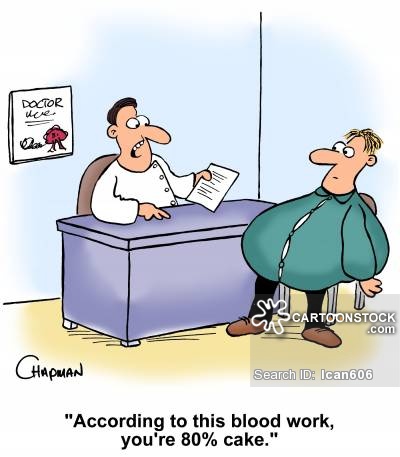 DOCTOR
CARTOONSTOCK
.com
Search ID: lcan606
CHAPMAN
"According to this blood work,
you're 80% cake."